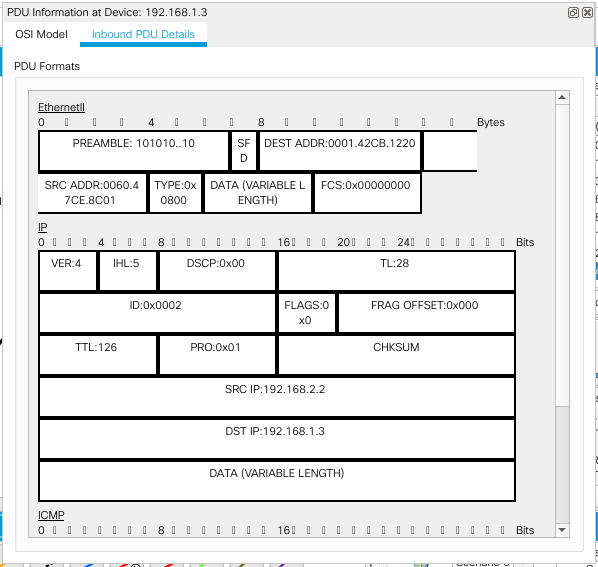 PDU Information at Device: 192.168.1.3
OSI Model Inbound PDU Details
PDU Formats
EthernetII
0 4 8 Bytes
PREAMBLE: 101010..10 SF DEST ADDR:0001.42CB.1220
D
SRC ADDR:0060.4 TYPE:0x DATA (VARIABLE L FCS:0x00000000
7CE.8C01 0800 ENGTH)
IP
0 4 8 16 20 24 Bits
VER:4 IHL:5 DSCP:0x00 TL:28
ID:0x0002 FLAGS:0 FRAG OFFSET:0x000
x0
TTL:126 PRO:0x01 CHKSUM
SRC IP:192.168.2.2
DST IP:192.168.1.3
DATA (VARIABLE LENGTH)
ICMP
0 8 16 Bits